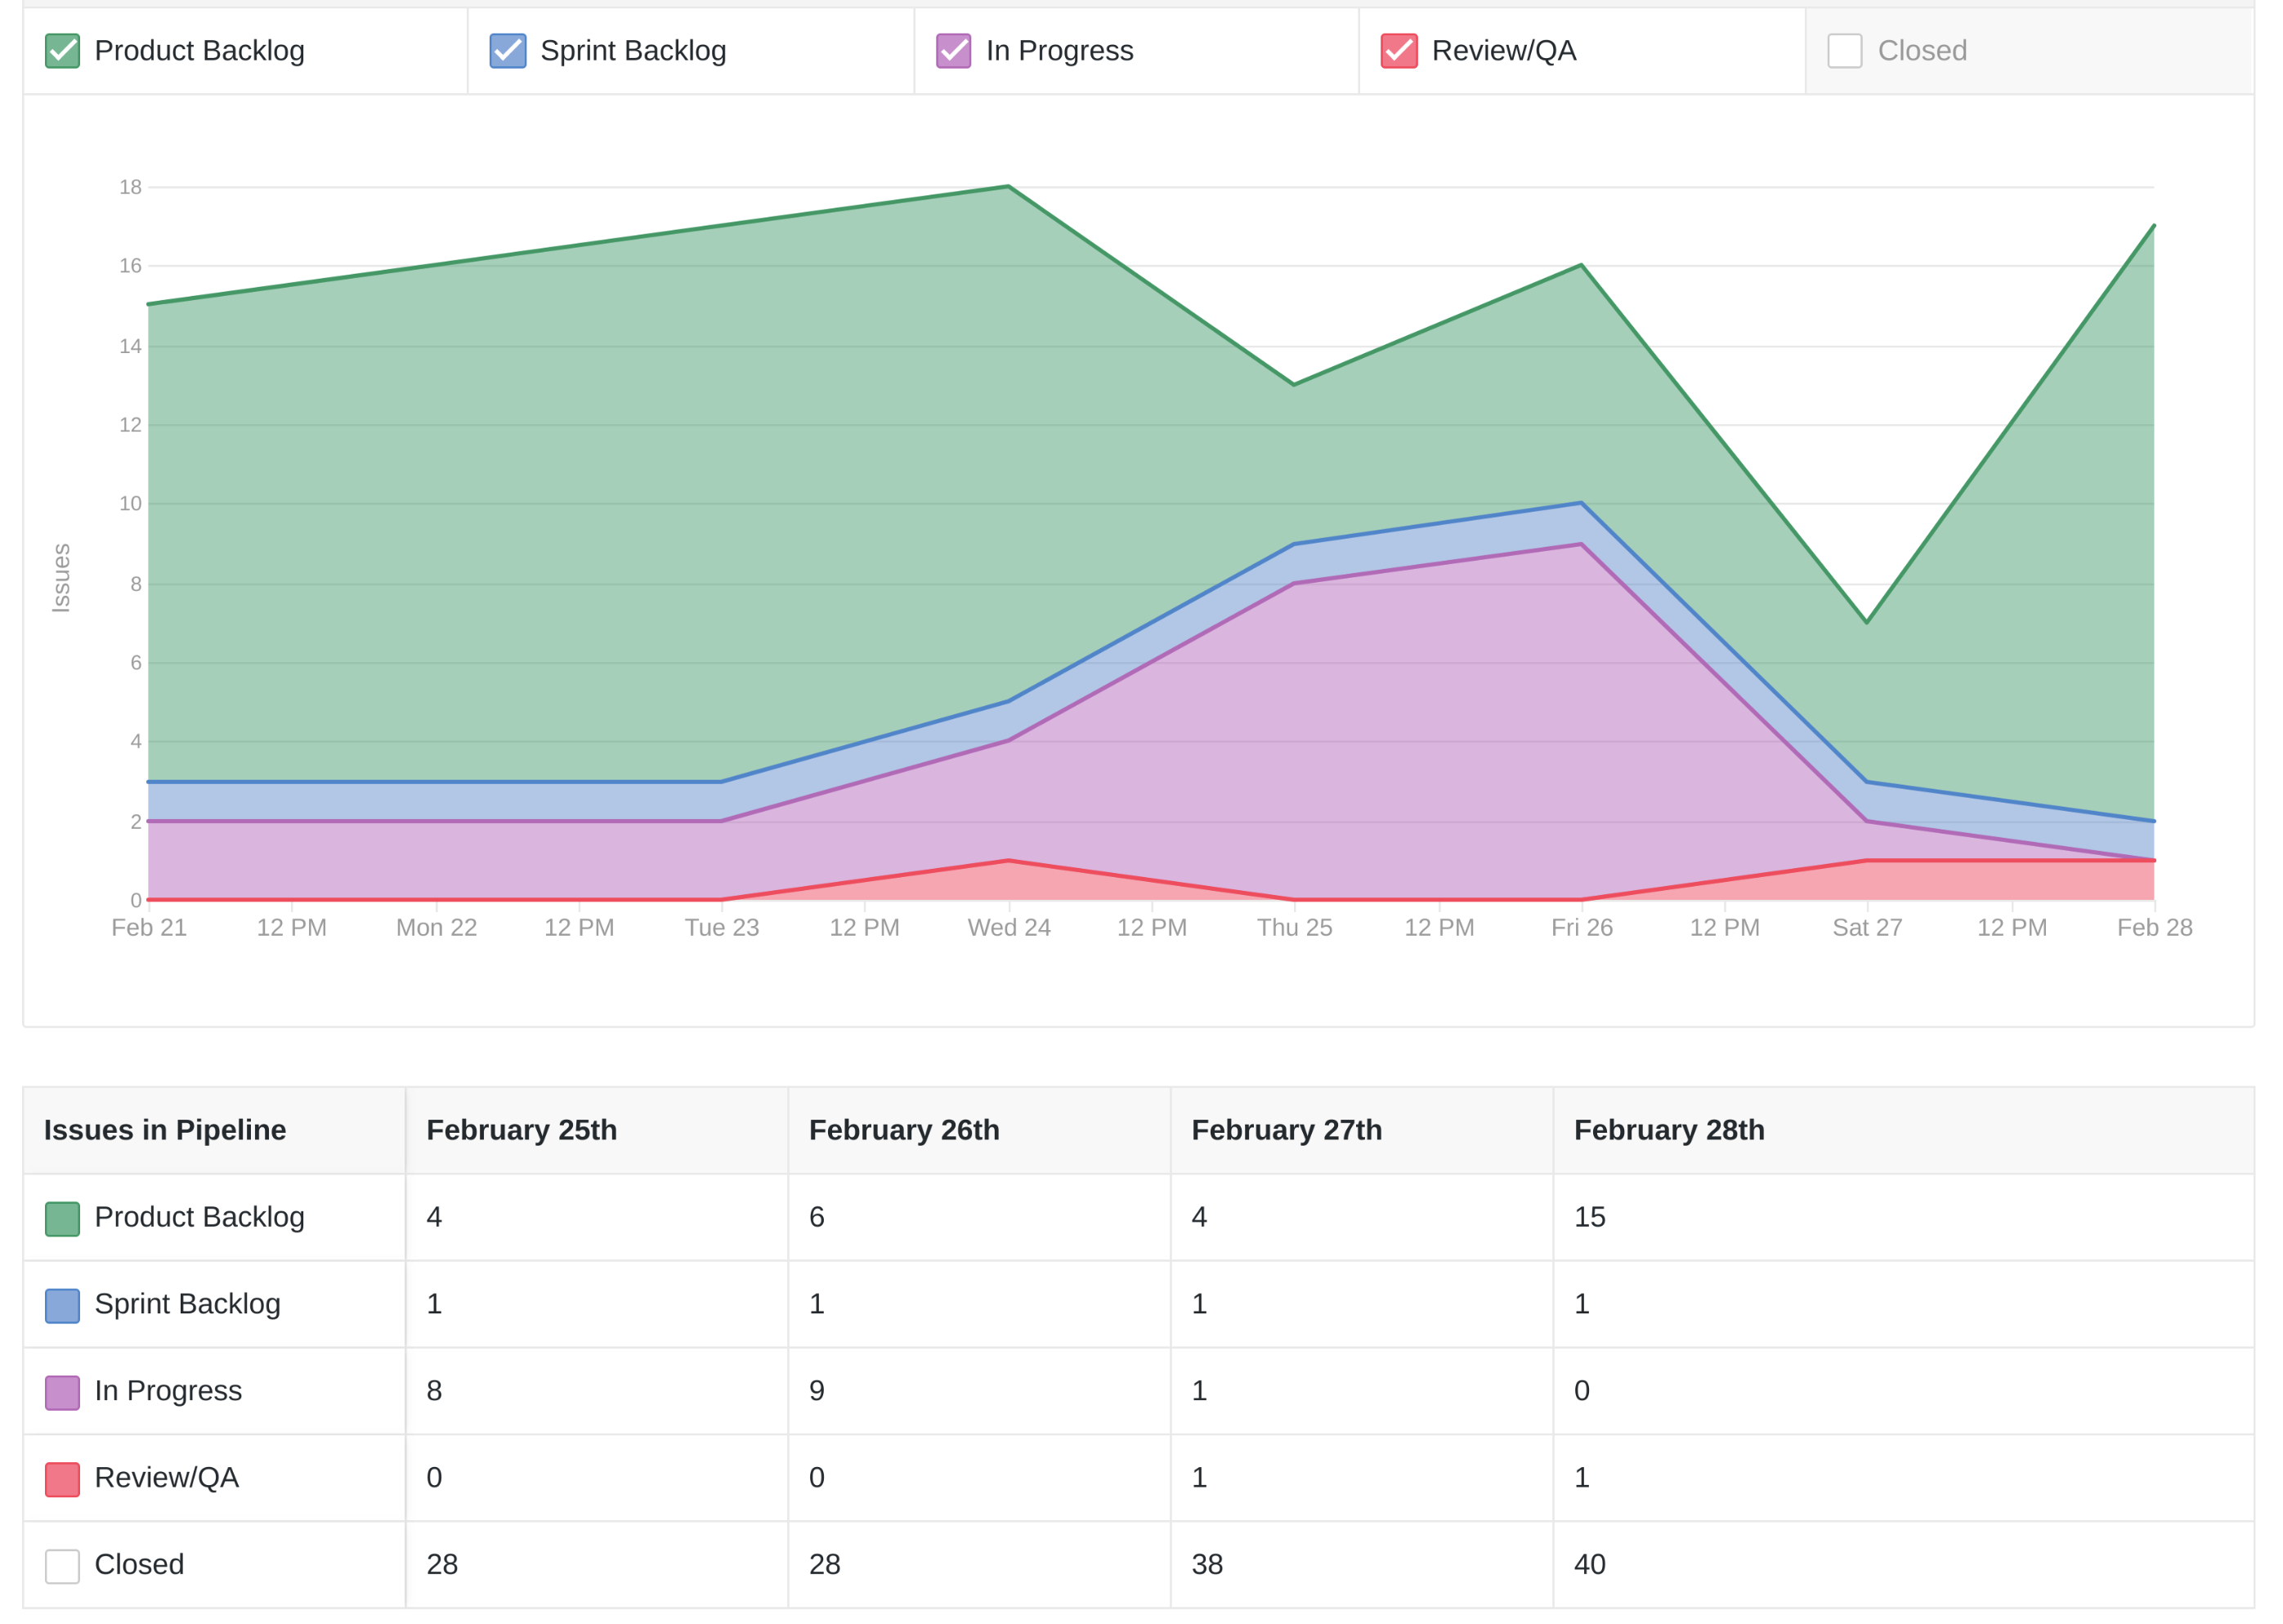 Product Backlog Sprint Backlog In Progress Review/QA Closed
18
16
14
12
10
8
6
4
2
0
Issues
Feb 21 12 PM Mon 22 12 PM Tue 23 12 PM Wed 24 12 PM Thu 25 12 PM Fri 26 12 PM Sat 27 12 PM Feb 28
Issues in Pipeline February 25th February 26th February 27th February 28th
Product Backlog 4 6 4 15
Sprint Backlog 1 1 1 1
In Progress 8 9 1 0
Review/QA 0 0 1 1
Closed 28 28 38 40